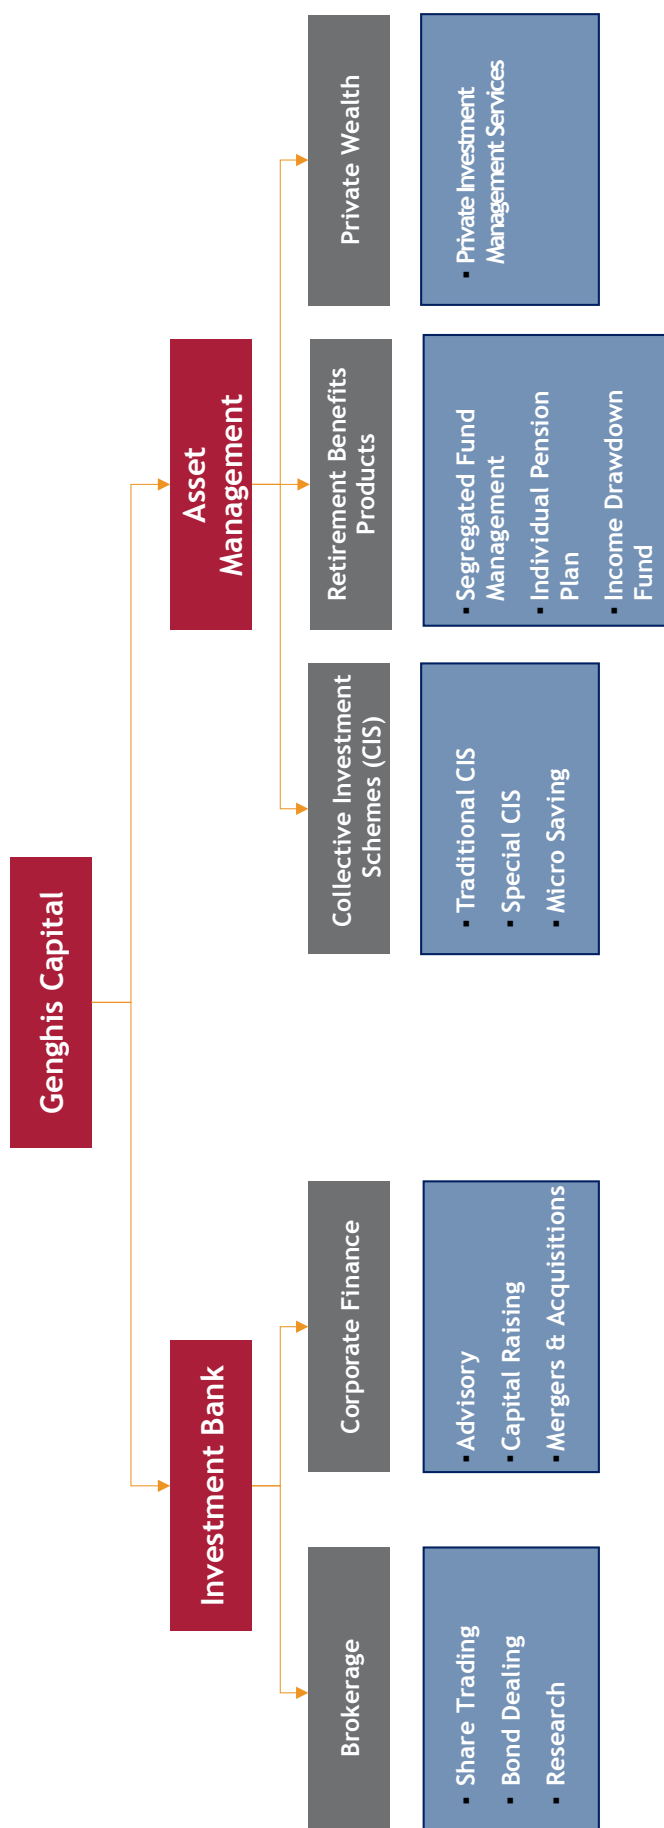 Genghis Capital
Investment Bank
Asset
Management
Brokerage
Corporate Finance
Collective Investment
Schemes (CIS)
Retirement Benefits
Products
Private Wealth
▪ Share Trading
▪ Bond Dealing
▪ Research
▪ Advisory
▪ Capital Raising
▪ Mergers & Acquisitions
▪ Traditional CIS
▪ Special CIS
▪ Micro Saving
▪ Segregated Fund
Management
▪ Individual Pension
Plan
▪ Income Drawdown
Fund
▪ Private Investment
Management Services